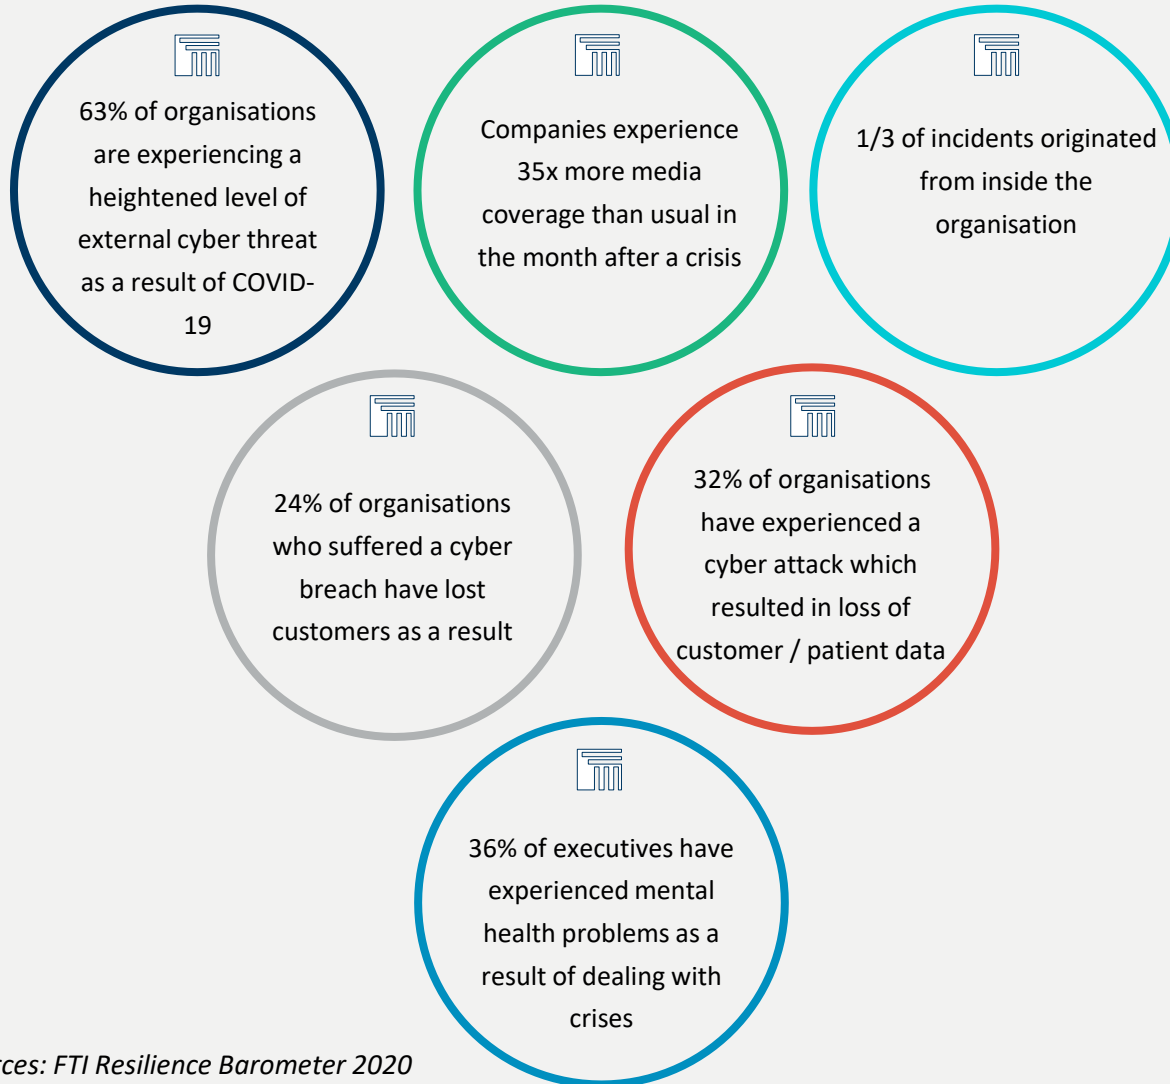 63% of organisations
are experiencing a
heightened level of
external cyber threat
as a result of COVID-
19
Companies experience
35x more media
coverage than usual in
the month after a crisis
1/3 of incidents originated
from inside the
organisation
24% of organisations
who suffered a cyber
breach have lost
customers as a result
32% of organisations
have experienced a
cyber attack which
resulted in loss of
customer / patient data
36% of executives have
experienced mental
health problems as a
result of dealing with
crises
rces: FTI Resilience Barometer 2020